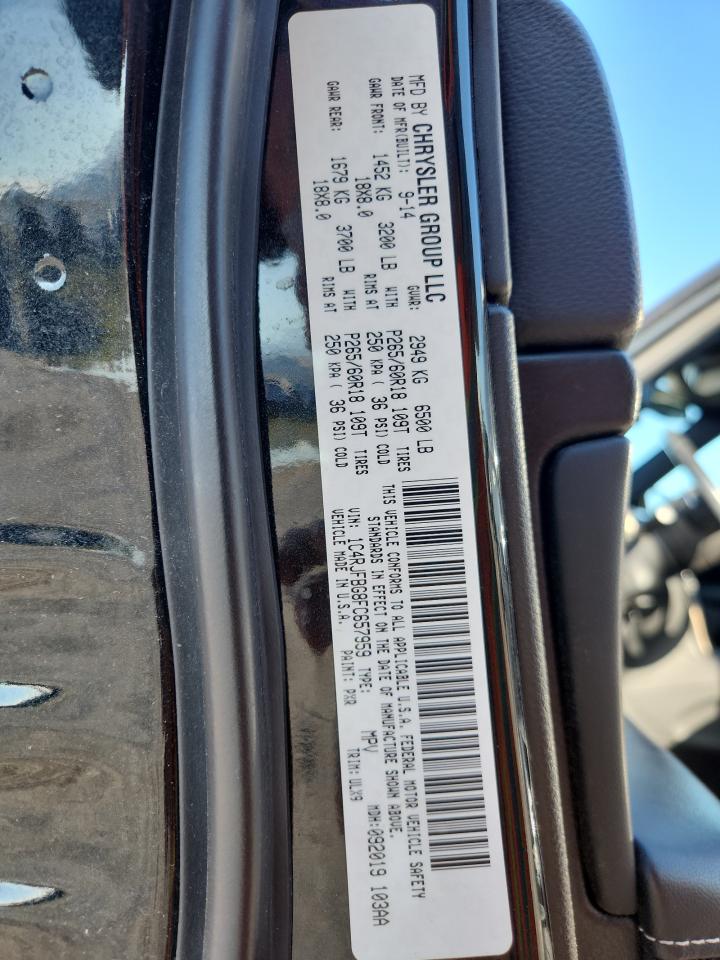 MFD BY CHRYSLER GROUP LLC
DATE OF MFR(BUILT): 9-14 GVWR: 2949 KG 6500 LB
GAWR FRONT: 1452 KG 3200 LB WITH P265/60R18 109T TIRES
18X8.0 RIMS AT 250 KPA ( 36 PSI) COLD
GAWR REAR: 1679 KG 3700 LB WITH P265/60R18 109T TIRES
18X8.0 RIMS AT 250 KPA ( 36 PSI) COLD
THIS VEHICLE CONFORMS TO ALL APPLICABLE U.S.A. FEDERAL MOTOR VEHICLE SAFETY
STANDARDS IN EFFECT ON THE DATE OF MANUFACTURE SHOWN ABOVE.
VIN: 1C4RJFBG8FC657959 TYPE: MPV MDH:092019 103AA
VEHICLE MADE IN U.S.A. PAINT: PXR TRIM: ULX9